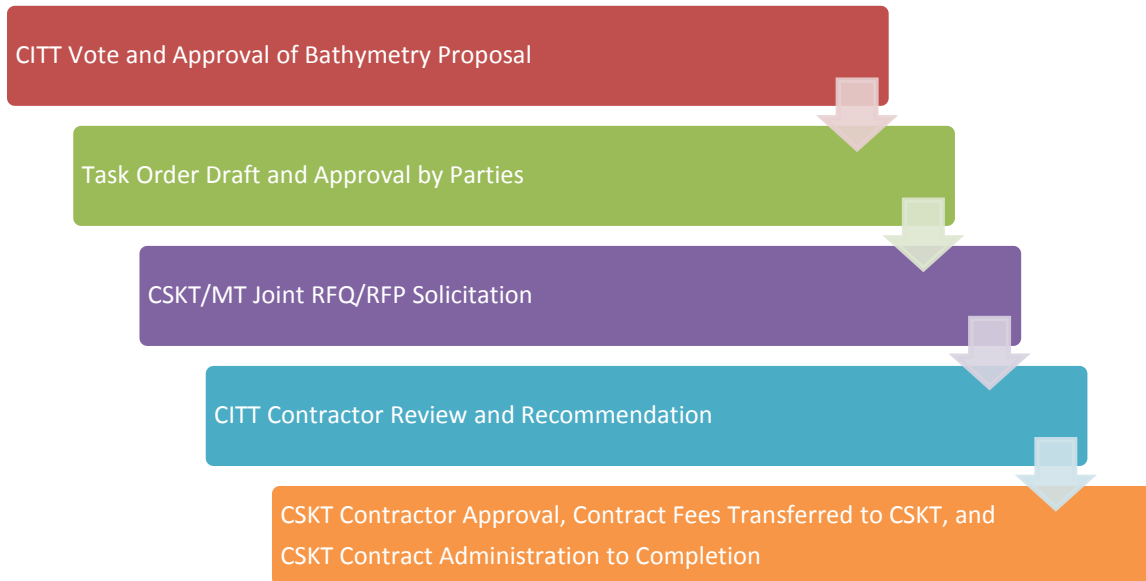 CITT Vote and Approval of Bathymetry Proposal
Task Order Draft and Approval by Parties
CSKT/MT Joint RFQ/RFP Solicitation
CITT Contractor Review and Recommendation
CSKT Contractor Approval, Contract Fees Transferred to CSKT, and
CSKT Contract Administration to Completion